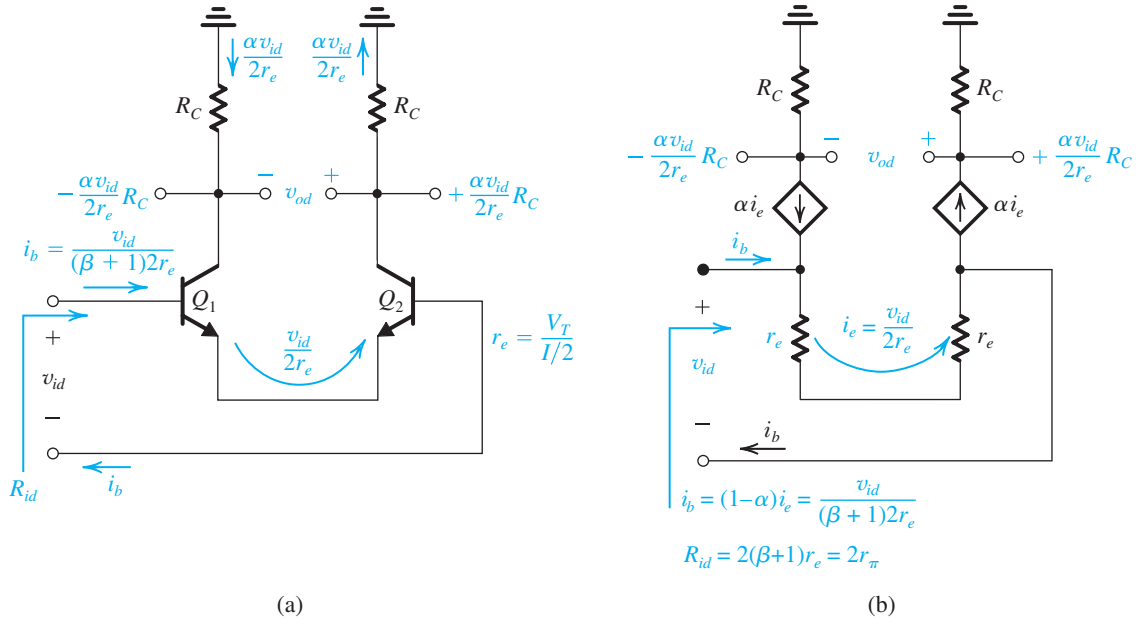 αv_id/2r_e αv_id/2r_e
R_C R_C
− αv_id/2r_e R_C − v_od + + αv_id/2r_e R_C
i_b = v_id/(β + 1)2r_e
Q_1 Q_2
+
v_id
−
v_id/2r_e
r_e = V_T/I/2
R_id
i_b
(a)
R_C R_C
− αv_id/2r_e R_C − v_od + + αv_id/2r_e R_C
αi_e αi_e
i_b
+
v_id
−
r_e i_e = v_id/2r_e r_e
i_b
i_b = (1–α)i_e = v_id/(β + 1)2r_e
R_id = 2(β+1)r_e = 2r_π
(b)